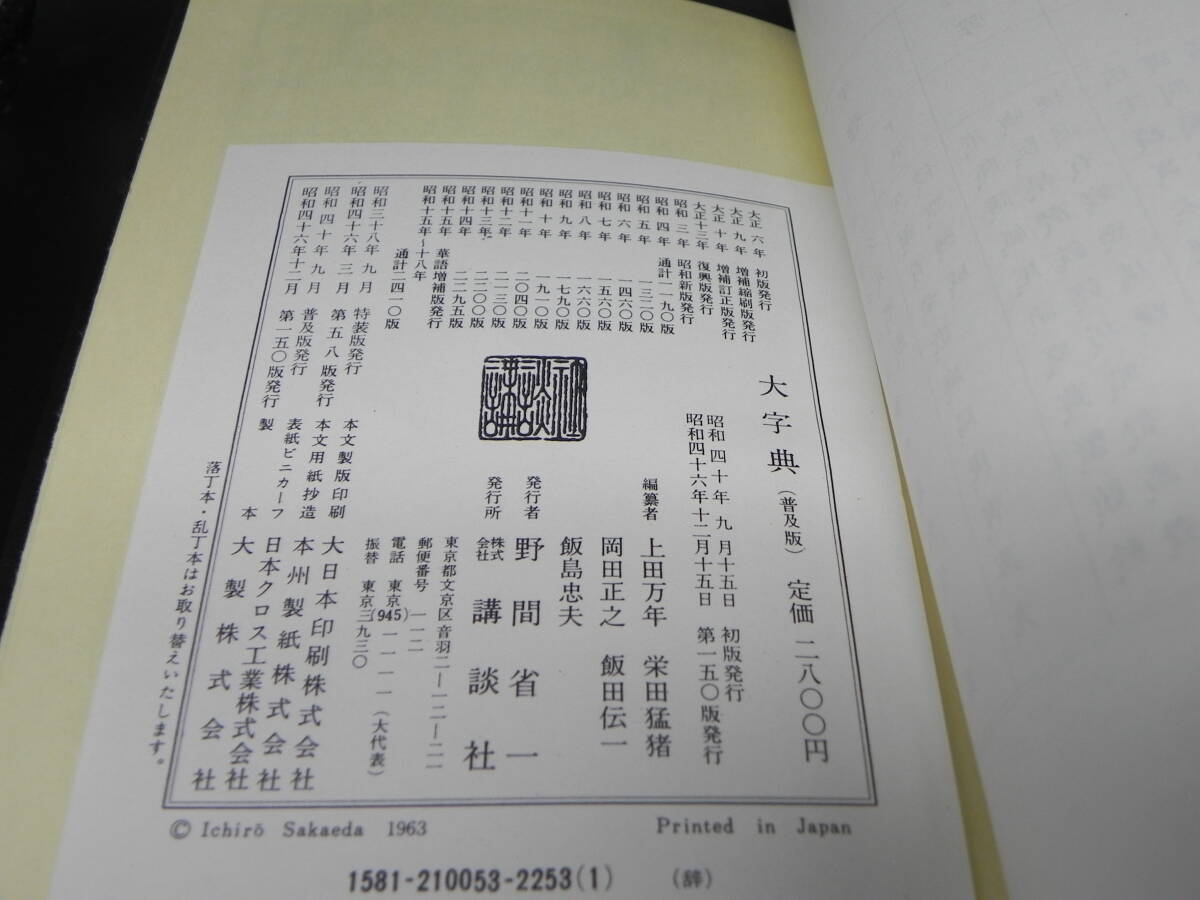 大正六年 初版発行
大正九年 増補縮刷版発行
大正十年 増補訂正版発行
大正十三年 復興版発行
昭和三年 昭和新版発行
昭和四年 通計一一九〇版
昭和五年 一三二〇版
昭和六年 一四六〇版
昭和七年 一五六〇版
昭和八年 一六六〇版
昭和九年 一七九〇版
昭和十年 一九一〇版
昭和十一年 二〇四〇版
昭和十二年 二一三〇版
昭和十三年 二二〇〇版
昭和十四年 二二九五版
昭和十五年 華語増補版発行
昭和十五年~十八年
通計二四一〇版
昭和三十八年九月 特装版発行
昭和四十六年三月 第五八版発行
昭和四十年九月 普及版発行
昭和四十六年十二月 第一五〇版発行
大字典(普及版) 定価 二八〇〇円
昭和四十年九月十五日 初版発行
昭和四十六年十二月十五日 第一五〇版発行
編纂者 上田万年 栄田猛猪
岡田正之 飯田伝一
飯島忠夫
発行者 野間省一
発行所 株式会社 講談社
東京都文京区音羽二―一二―二一
郵便番号 一一二
電話 東京(945)一一一一(大代表)
振替 東京三九三〇
講談社
本文製版印刷 大日本印刷株式会社
本文用紙抄造 本州製紙株式会社
表紙ビニカーフ 日本クロス工業株式会社
製本 大製株式会社
落丁本・乱丁本はお取り替えいたします。
© Ichirō Sakaeda 1963 Printed in Japan
1581-210053-2253(1) (辞)